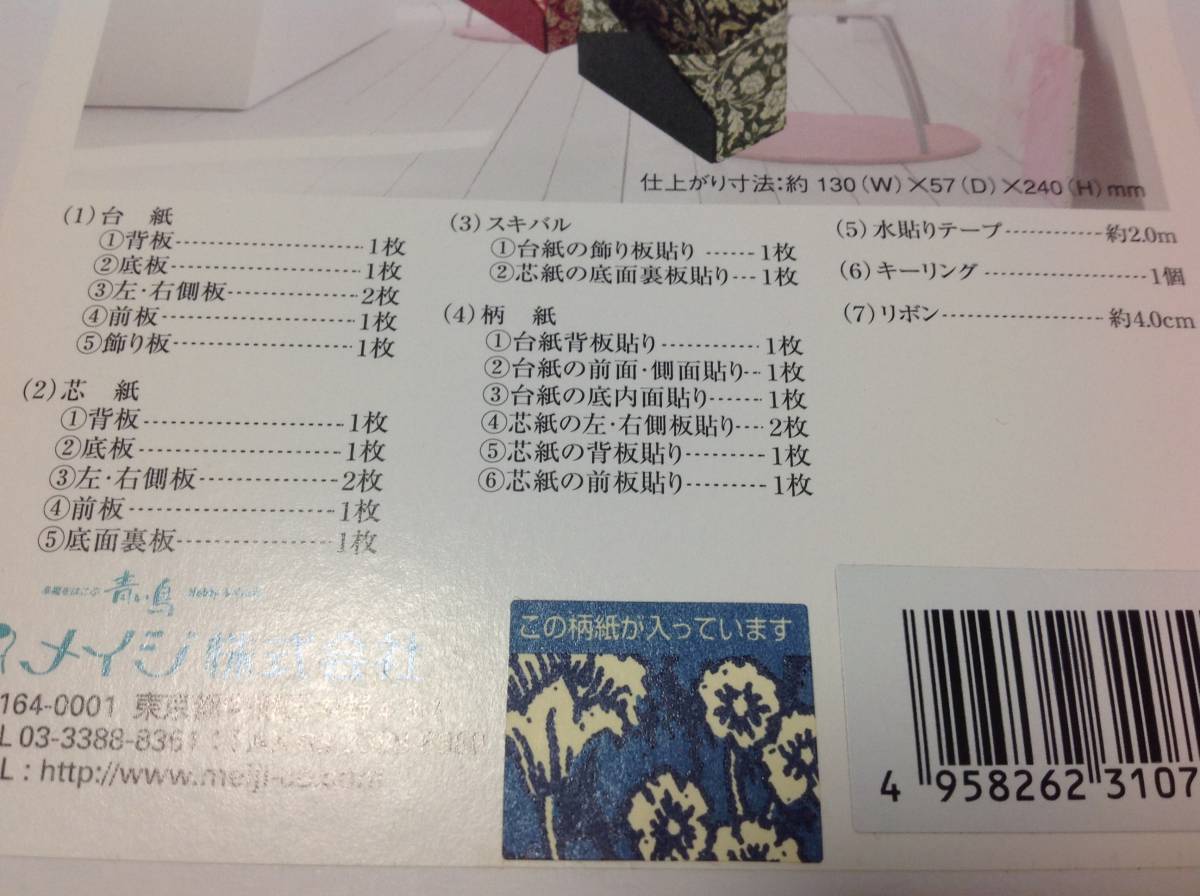 仕上がり寸法:約 130(W)×57(D)×240(H)mm
(1)台 紙
①背板 1枚
②底板 1枚
③左・右側板 2枚
④前板 1枚
⑤飾り板 1枚
(2)芯 紙
①背板 1枚
②底板 1枚
③左・右側板 2枚
④前板 1枚
⑤底面裏板 1枚
(3)スキバル
①台紙の飾り板貼り 1枚
②芯紙の底面裏板貼り 1枚
(4)柄 紙
①台紙背板貼り 1枚
②台紙の前面・側面貼り 1枚
③台紙の底内面貼り 1枚
④芯紙の左・右側板貼り 2枚
⑤芯紙の背板貼り 1枚
⑥芯紙の前板貼り 1枚
(5)水貼りテープ 約2.0m
(6)キーリング 1個
(7)リボン 約4.0cm
青い鳥
メイジ株式会社
164-0001 東京都
L 03-3388-8361
L : http://www.meiji-
この柄紙が入っています
4 958262 3107